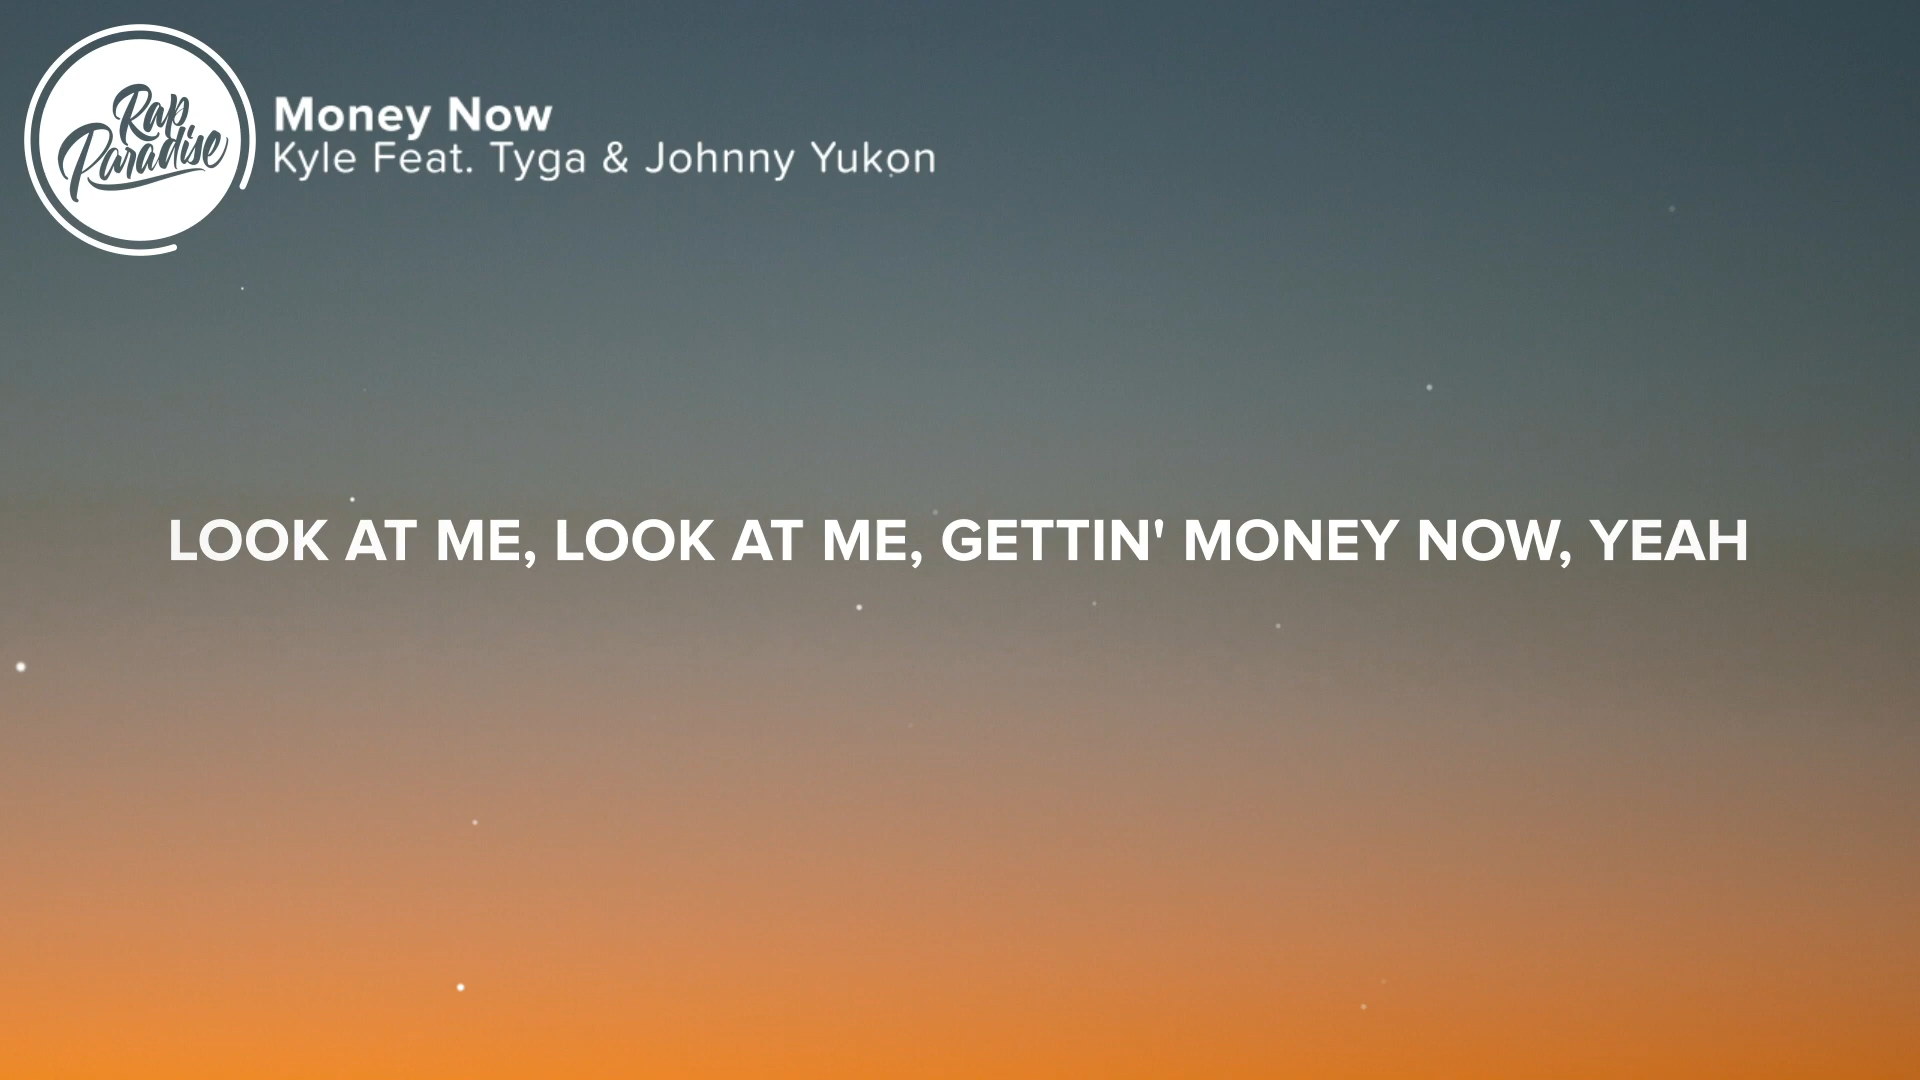 Rap
Paradise
Money Now
Kyle Feat. Tyga & Johnny Yukon
LOOK AT ME, LOOK AT ME, GETTIN' MONEY NOW, YEAH